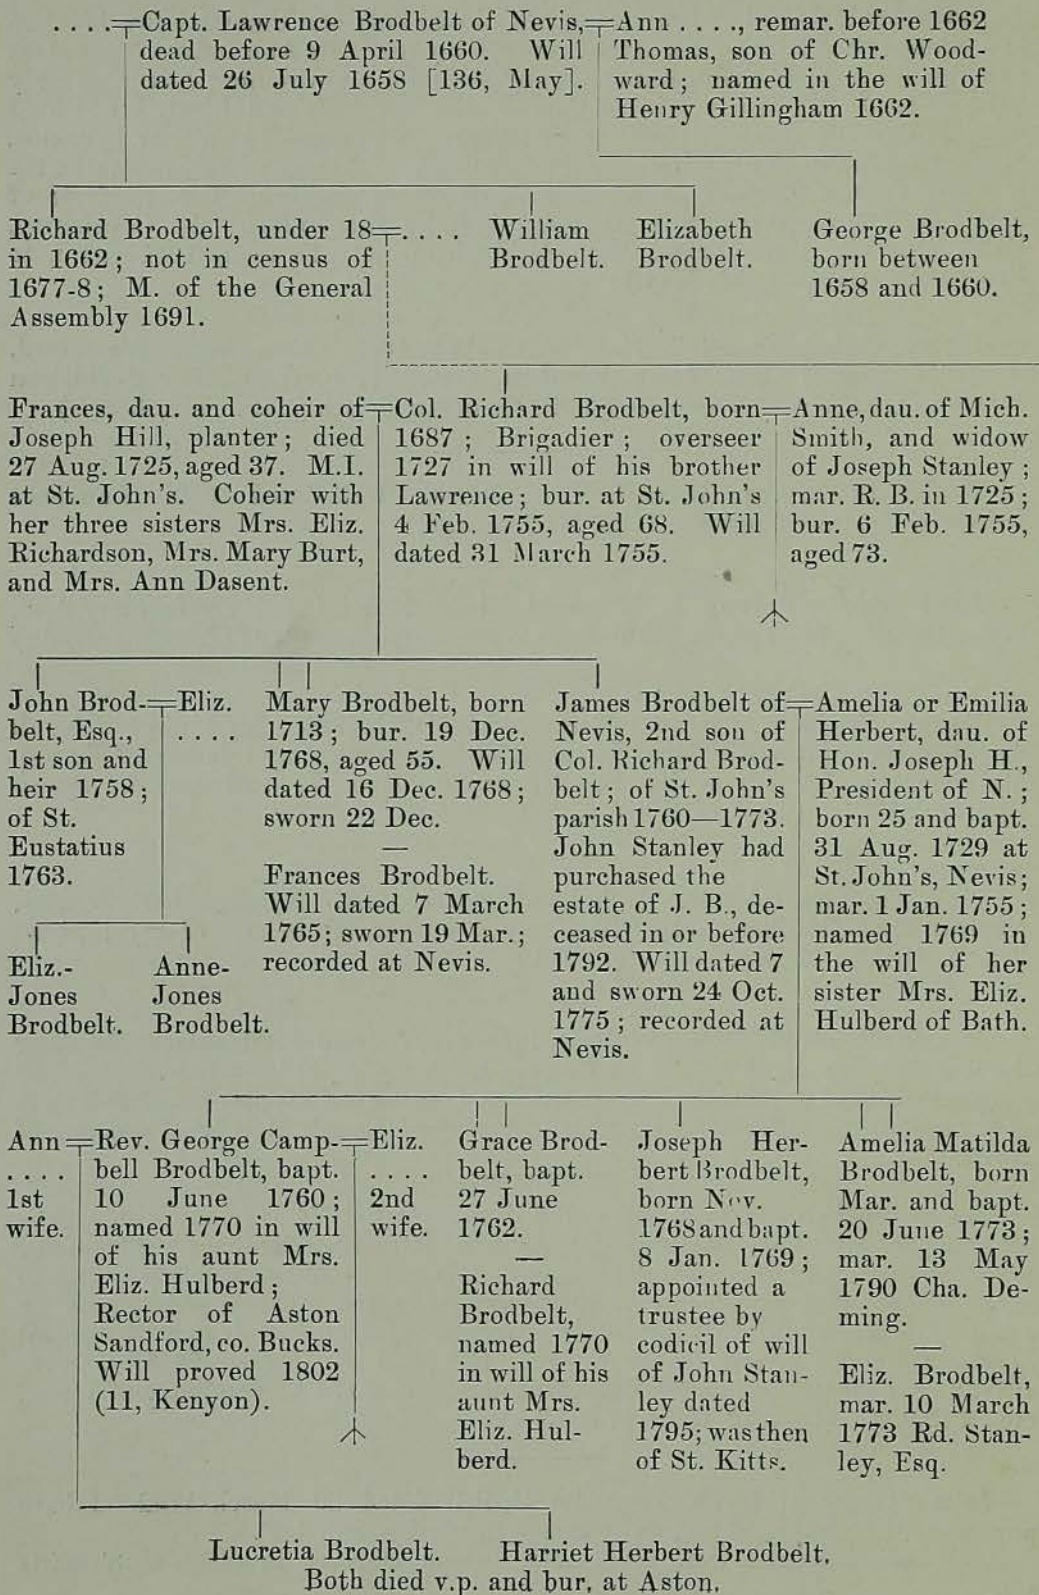 . . . . Capt. Lawrence Brodbelt of Nevis,
dead before 9 April 1660. Will
dated 26 July 1658 [136, May].
Ann . . . ., remar. before 1662
Thomas, son of Chr. Wood-
ward; named in the will of
Henry Gillingham 1662.
Richard Brodbelt, under 18
in 1662; not in census of
1677-8; M. of the General
Assembly 1691.
. . . .
William
Brodbelt.
Elizabeth
Brodbelt.
George Brodbelt,
born between
1658 and 1660.
Frances, dau. and coheir of
Joseph Hill, planter; died
27 Aug. 1725, aged 37. M.I.
at St. John's. Coheir with
her three sisters Mrs. Eliz.
Richardson, Mrs. Mary Burt,
and Mrs. Ann Dasent.
Col. Richard Brodbelt, born
1687; Brigadier; overseer
1727 in will of his brother
Lawrence; bur. at St. John's
4 Feb. 1755, aged 68. Will
dated 31 March 1755.
Anne, dau. of Mich.
Smith, and widow
of Joseph Stanley;
mar. R. B. in 1725;
bur. 6 Feb. 1755,
aged 73.
John Brod-
belt, Esq.,
1st son and
heir 1758;
of St.
Eustatius
1763.
Eliz.
. . . .
Mary Brodbelt, born
1713; bur. 19 Dec.
1768, aged 55. Will
dated 16 Dec. 1768;
sworn 22 Dec.
—
Frances Brodbelt.
Will dated 7 March
1765; sworn 19 Mar.;
recorded at Nevis.
James Brodbelt of
Nevis, 2nd son of
Col. Richard Brod-
belt; of St. John's
parish 1760—1773.
John Stanley had
purchased the
estate of J. B., de-
ceased in or before
1792. Will dated 7
and sworn 24 Oct.
1775; recorded at
Nevis.
Amelia or Emilia
Herbert, dau. of
Hon. Joseph H.,
President of N.;
born 25 and bapt.
31 Aug. 1729 at
St. John's, Nevis;
mar. 1 Jan. 1755;
named 1769 in
the will of her
sister Mrs. Eliz.
Hulberd of Bath.
Eliz.-
Jones
Brodbelt.
Anne-
Jones
Brodbelt.
Ann
. . . .
1st
wife.
Rev. George Camp-
bell Brodbelt, bapt.
10 June 1760;
named 1770 in will
of his aunt Mrs.
Eliz. Hulberd;
Rector of Aston
Sandford, co. Bucks.
Will proved 1802
(11, Kenyon).
Eliz.
. . . .
2nd
wife.
Grace Brod-
belt, bapt.
27 June
1762.
—
Richard
Brodbelt,
named 1770
in will of his
aunt Mrs.
Eliz. Hul-
berd.
Joseph Her-
bert Brodbelt,
born Nov.
1768 and bapt.
8 Jan. 1769;
appointed a
trustee by
codicil of will
of John Stan-
ley dated
1795; was then
of St. Kitts.
Amelia Matilda
Brodbelt, born
Mar. and bapt.
20 June 1773;
mar. 13 May
1790 Cha. De-
ming.
—
Eliz. Brodbelt,
mar. 10 March
1773 Rd. Stan-
ley, Esq.
Lucretia Brodbelt. Harriet Herbert Brodbelt.
Both died v.p. and bur. at Aston.